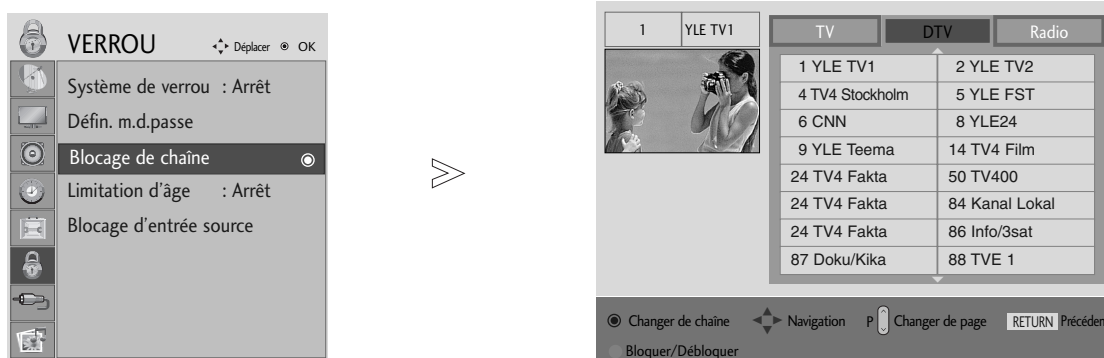 VERROU Déplacer OK
Système de verrou : Arrêt
Défin. m.d.passe
Blocage de chaîne
Limitation d'âge : Arrêt
Blocage d'entrée source
1 YLE TV1
TV DTV Radio
1 YLE TV1 2 YLE TV2
4 TV4 Stockholm 5 YLE FST
6 CNN 8 YLE24
9 YLE Teema 14 TV4 Film
24 TV4 Fakta 50 TV400
24 TV4 Fakta 84 Kanal Lokal
24 TV4 Fakta 86 Info/3sat
87 Doku/Kika 88 TVE 1
Changer de chaîne Navigation P Changer de page RETURN Précéden
Bloquer/Débloquer